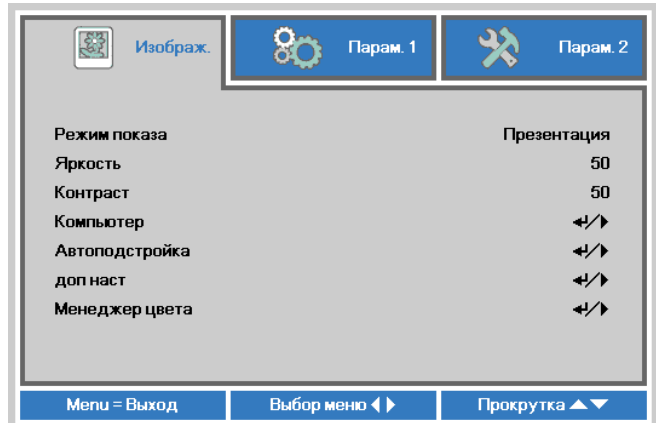 Изображ. Парам. 1 Парам. 2
Режим показа Презентация
Яркость 50
Контраст 50
Компьютер
Автоподстройка
доп наст
Менеджер цвета
Menu = Выход Выбор меню Прокрутка